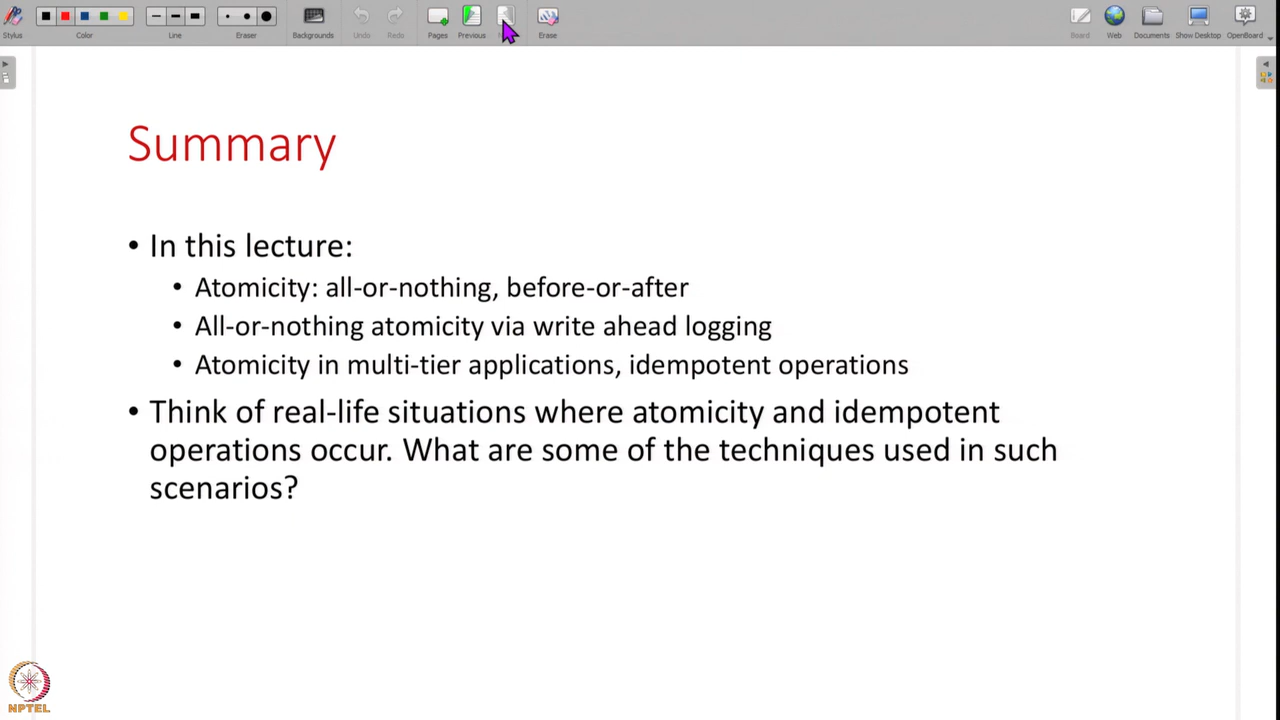 Stylus
Color
Line
Eraser
Backgrounds
Undo
Redo
Pages
Previous
Erase
Board
Web
Documents
Show Desktop
OpenBoard
Summary
• In this lecture:
• Atomicity: all-or-nothing, before-or-after
• All-or-nothing atomicity via write ahead logging
• Atomicity in multi-tier applications, idempotent operations
• Think of real-life situations where atomicity and idempotent
operations occur. What are some of the techniques used in such
scenarios?
NPTEL